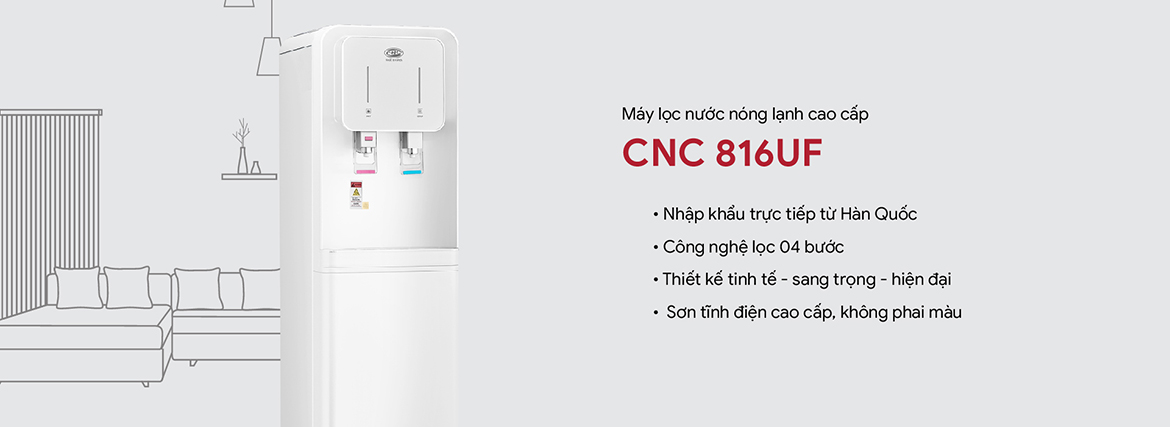 Máy lọc nước nóng lạnh cao cấp
CNC 816UF
• Nhập khẩu trực tiếp từ Hàn Quốc
• Công nghệ lọc 04 bước
• Thiết kế tinh tế - sang trọng - hiện đại
• Sơn tĩnh điện cao cấp, không phai màu